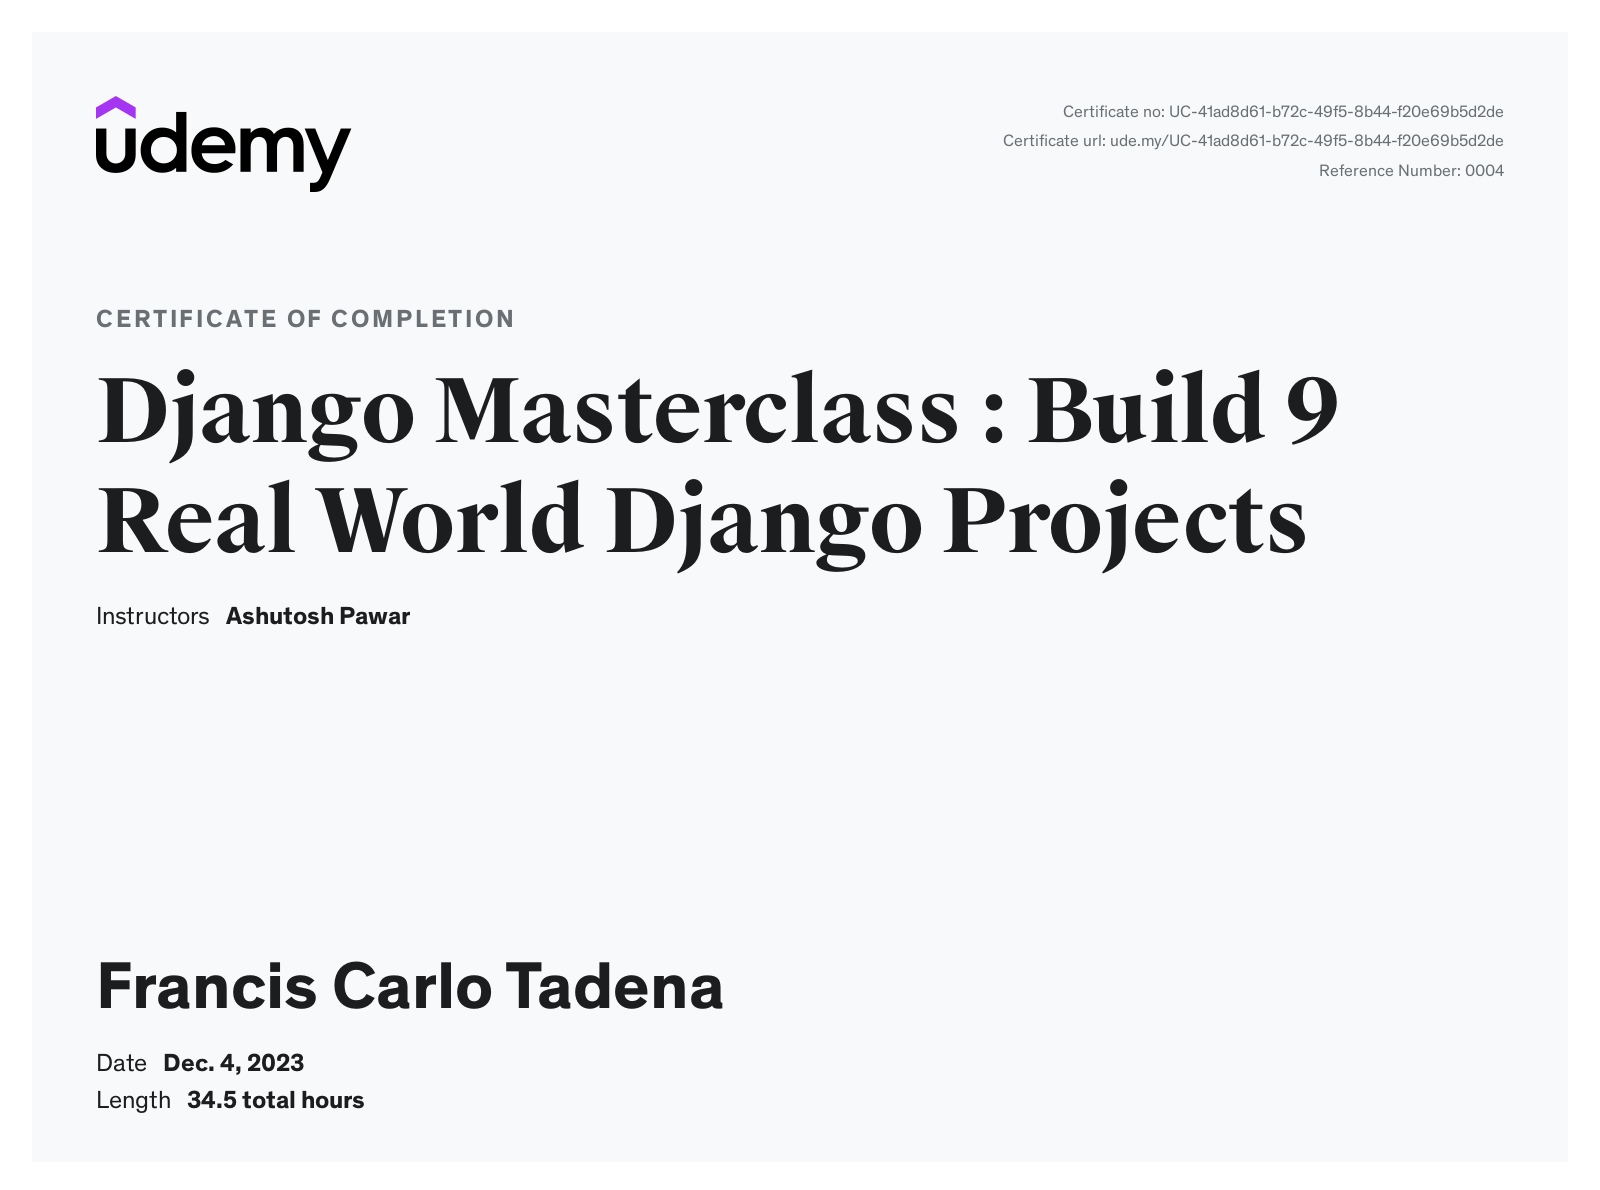 udemy
Certificate no: UC-41ad8d61-b72c-49f5-8b44-f20e69b5d2de
Certificate url: ude.my/UC-41ad8d61-b72c-49f5-8b44-f20e69b5d2de
Reference Number: 0004
CERTIFICATE OF COMPLETION
Django Masterclass : Build 9
Real World Django Projects
Instructors Ashutosh Pawar
Francis Carlo Tadena
Date Dec. 4, 2023
Length 34.5 total hours